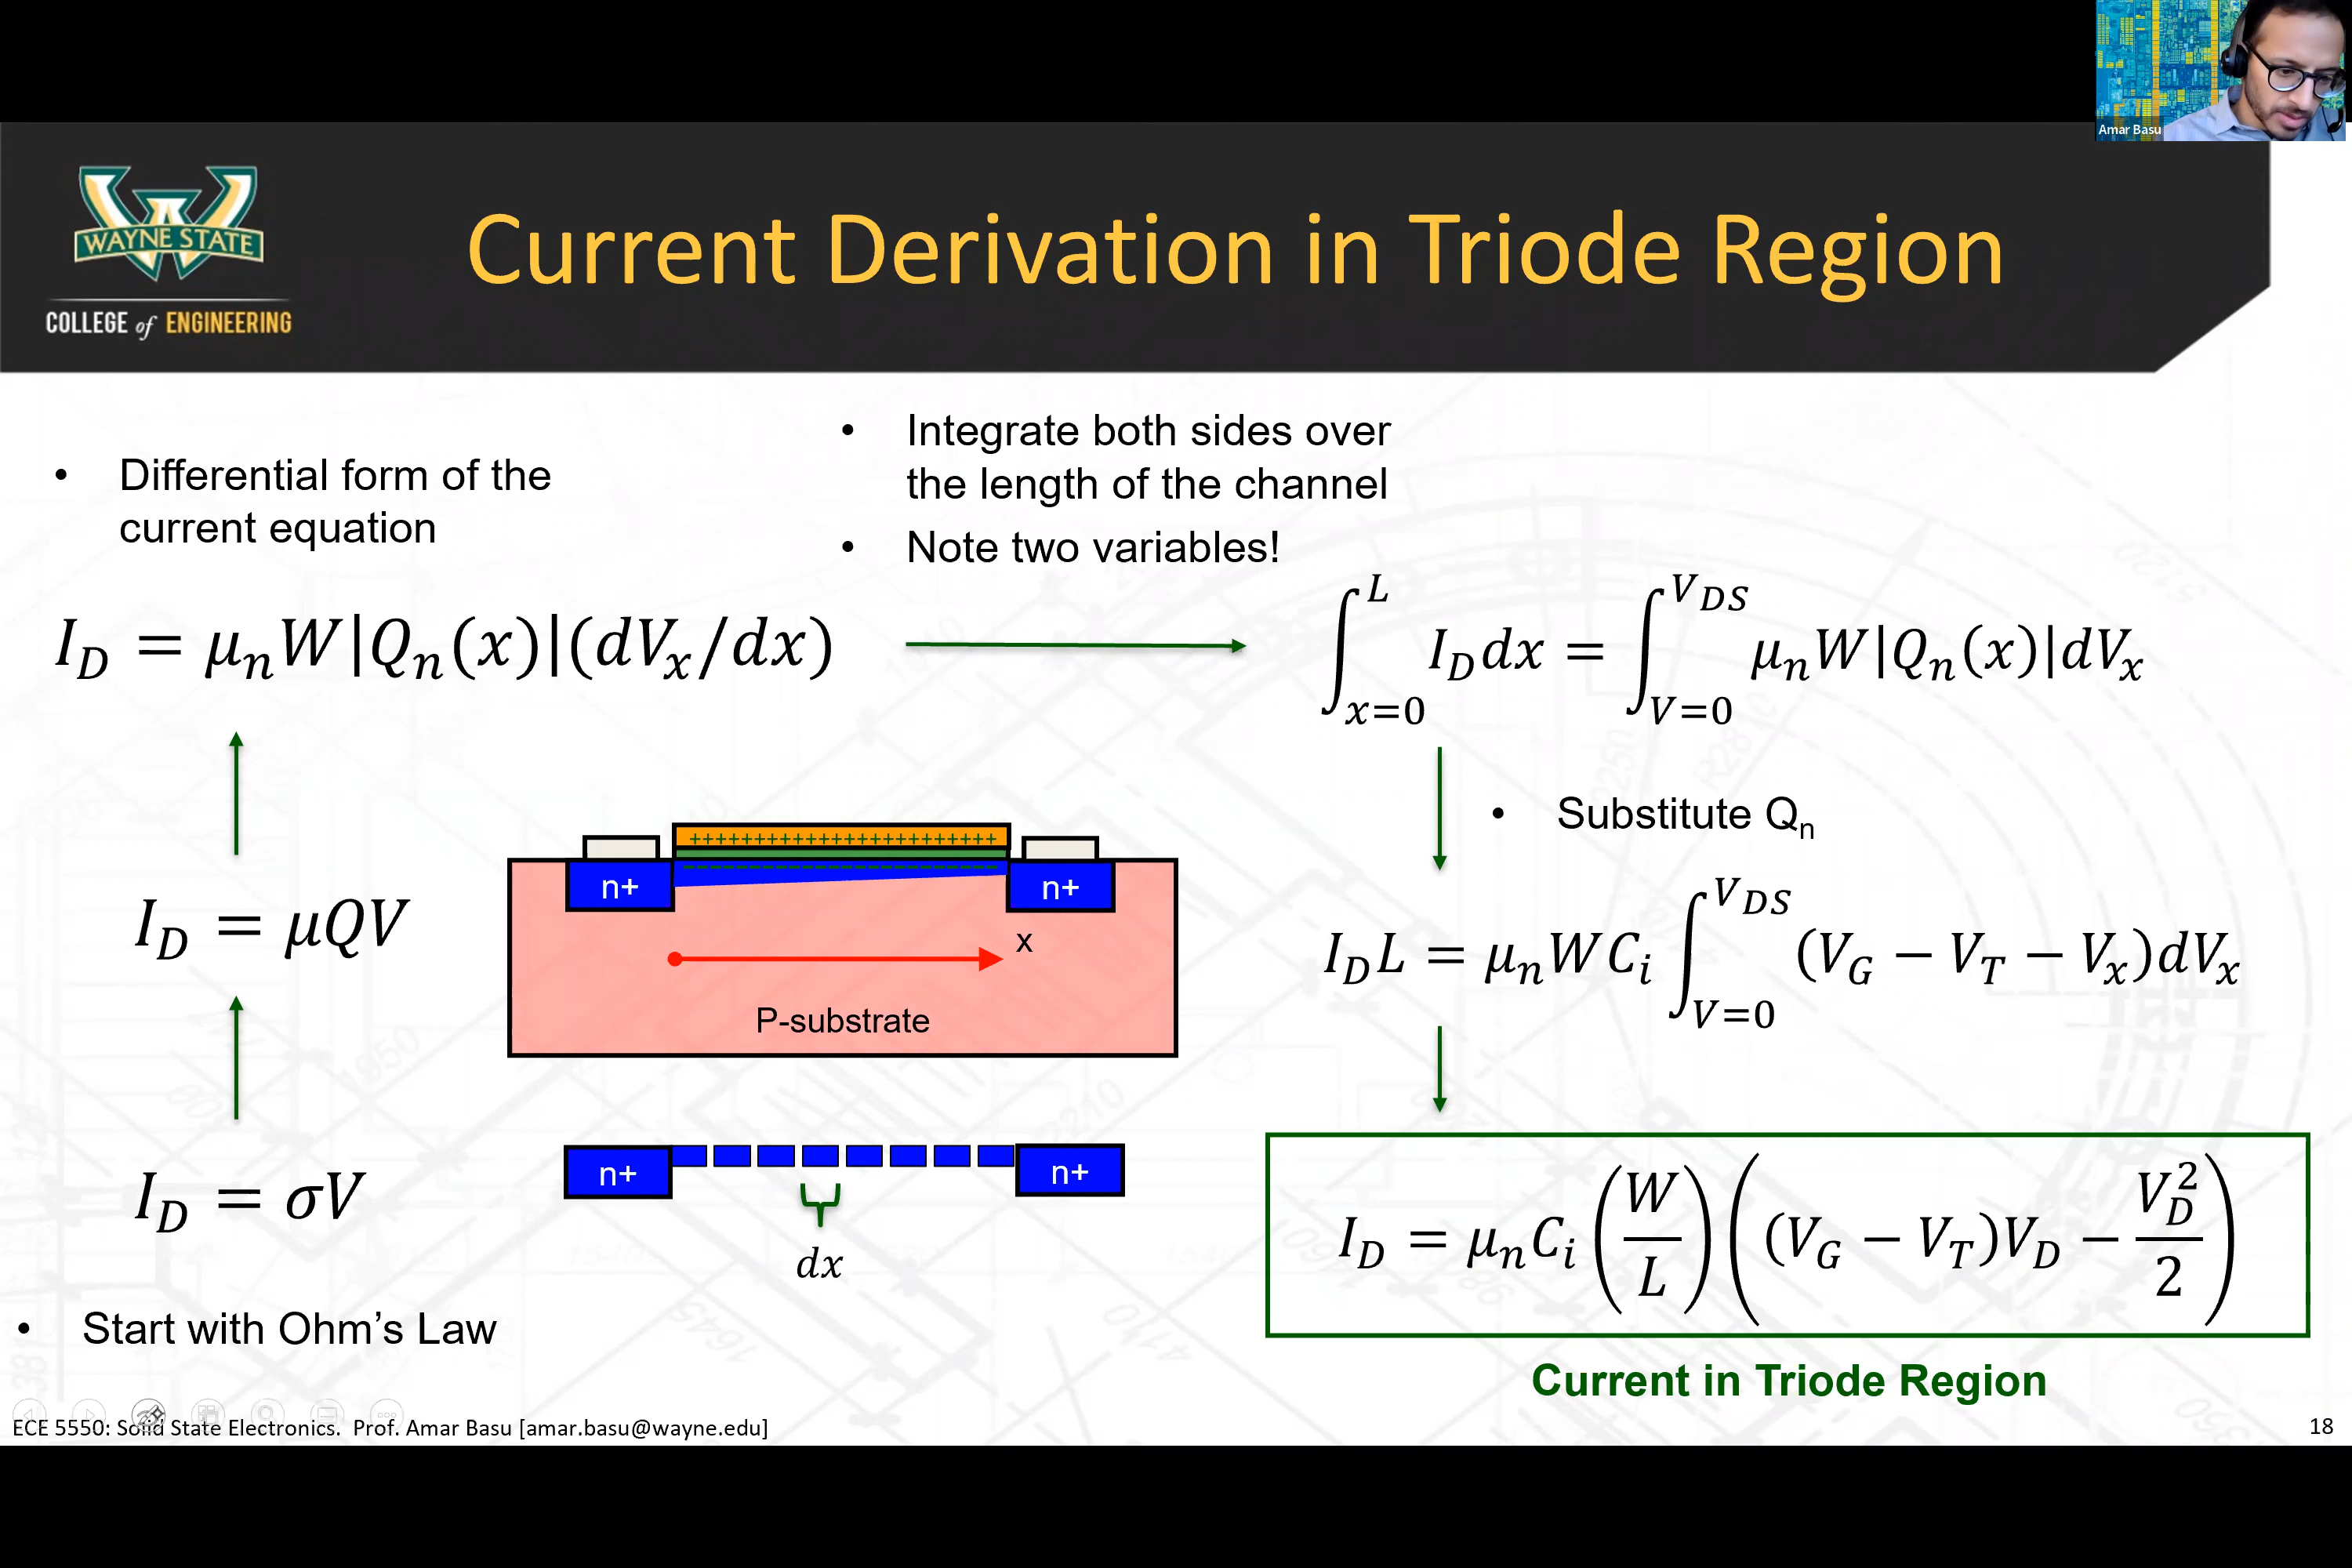 Amar Basu
WAYNE STATE
COLLEGE of ENGINEERING
Current Derivation in Triode Region
• Differential form of the
current equation
I_D = μ_n W|Q_n(x)|(dV_x/dx)
I_D = μQV
I_D = σV
• Start with Ohm’s Law
• Integrate both sides over
the length of the channel
• Note two variables!
++++++++++++++++++++++++
n+ n+
x
P-substrate
n+ n+
dx
∫_{x=0}^{L} I_D dx = ∫_{V=0}^{V_DS} μ_n W|Q_n(x)|dV_x
• Substitute Q_n
I_D L = μ_n W C_i ∫_{V=0}^{V_DS} (V_G − V_T − V_x)dV_x
I_D = μ_n C_i (W/L) ((V_G − V_T)V_D − V_D^2/2)
Current in Triode Region
ECE 5550: Solid State Electronics. Prof. Amar Basu [amar.basu@wayne.edu]
18